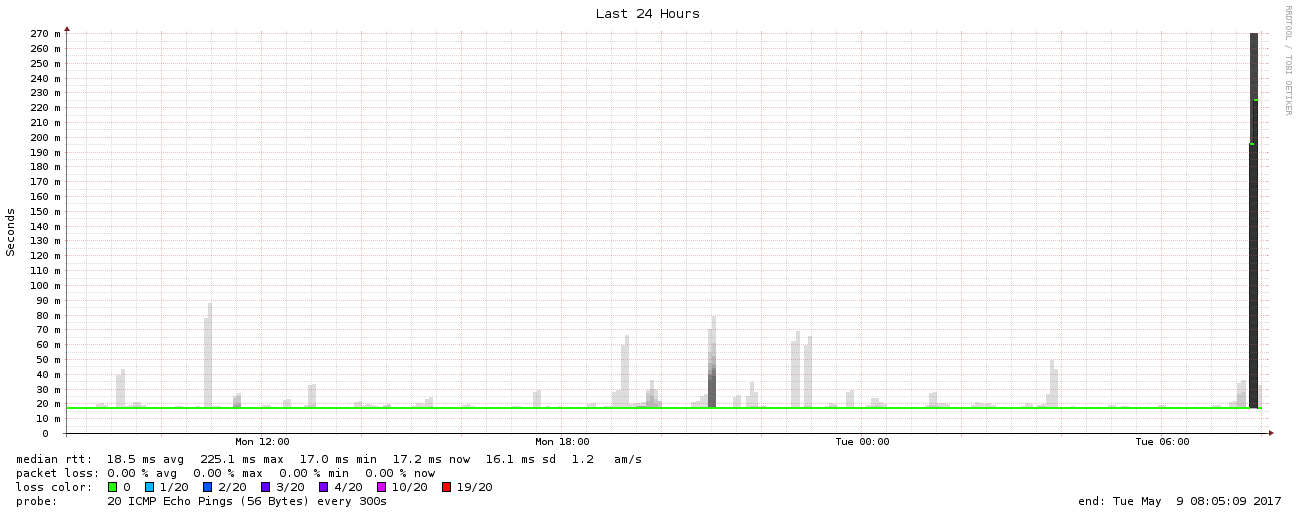 Last 24 Hours
RRDTOOL / TOBI OETIKER
Seconds
270 m
260 m
250 m
240 m
230 m
220 m
210 m
200 m
190 m
180 m
170 m
160 m
150 m
140 m
130 m
120 m
110 m
100 m
90 m
80 m
70 m
60 m
50 m
40 m
30 m
20 m
10 m
0
Mon 12:00 Mon 18:00 Tue 00:00 Tue 06:00
median rtt: 18.5 ms avg 225.1 ms max 17.0 ms min 17.2 ms now 16.1 ms sd 1.2 am/s
packet loss: 0.00 % avg 0.00 % max 0.00 % min 0.00 % now
loss color: 0 1/20 2/20 3/20 4/20 10/20 19/20
probe: 20 ICMP Echo Pings (56 Bytes) every 300s end: Tue May 9 08:05:09 2017